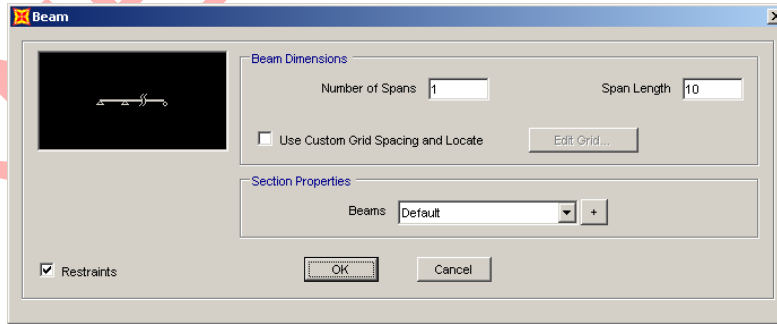 Beam
Beam Dimensions
Number of Spans 1 Span Length 10
Use Custom Grid Spacing and Locate Edit Grid...
Section Properties
Beams Default +
Restraints OK Cancel